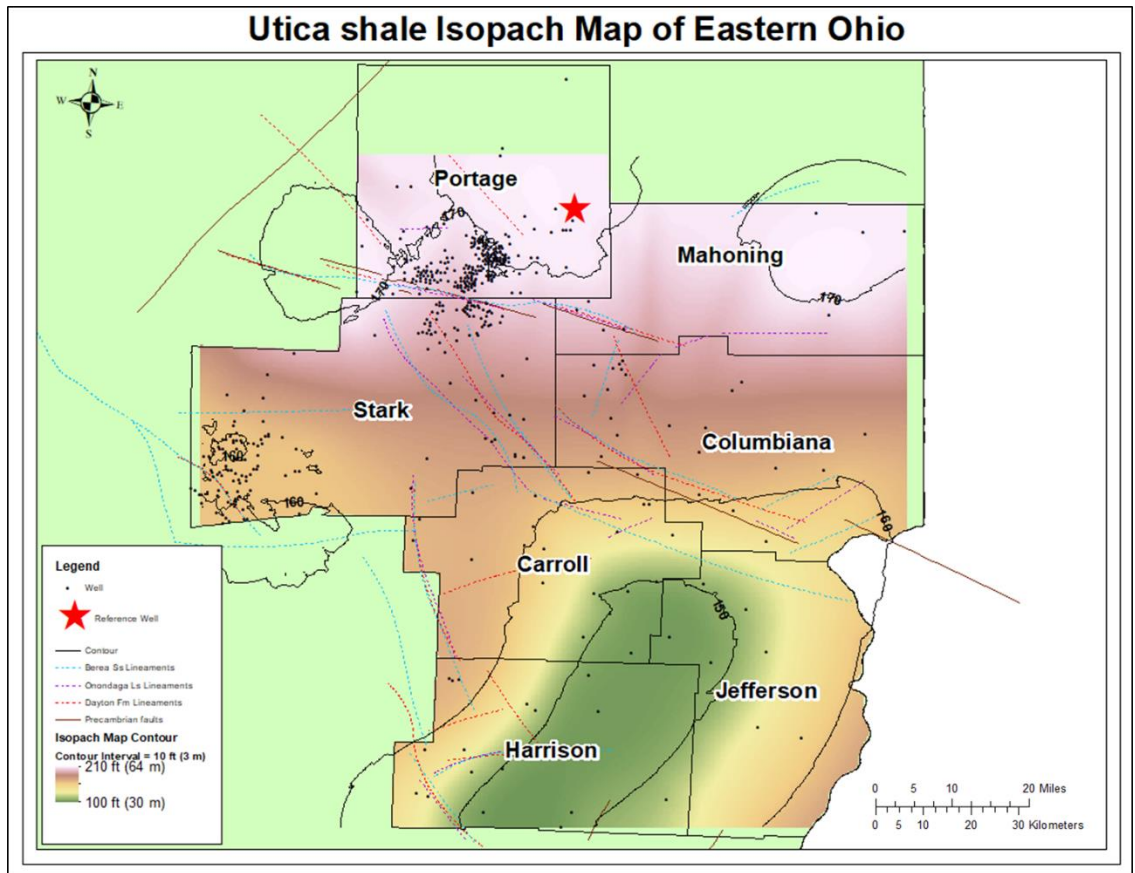 Utica shale Isopach Map of Eastern Ohio
N
W E
S
Portage
170
Mahoning
170
170
Stark
Columbiana
160
160
160
Carroll
150
Jefferson
Harrison
Legend
Well
Reference Well
Contour
Berea Ss Lineaments
Onondaga Ls Lineaments
Dayton Fm Lineaments
Precambrian faults
Isopach Map Contour
Contour Interval = 10 ft (3 m)
210 ft (64 m)
100 ft (30 m)
0 5 10 20 Miles
0 5 10 20 30 Kilometers